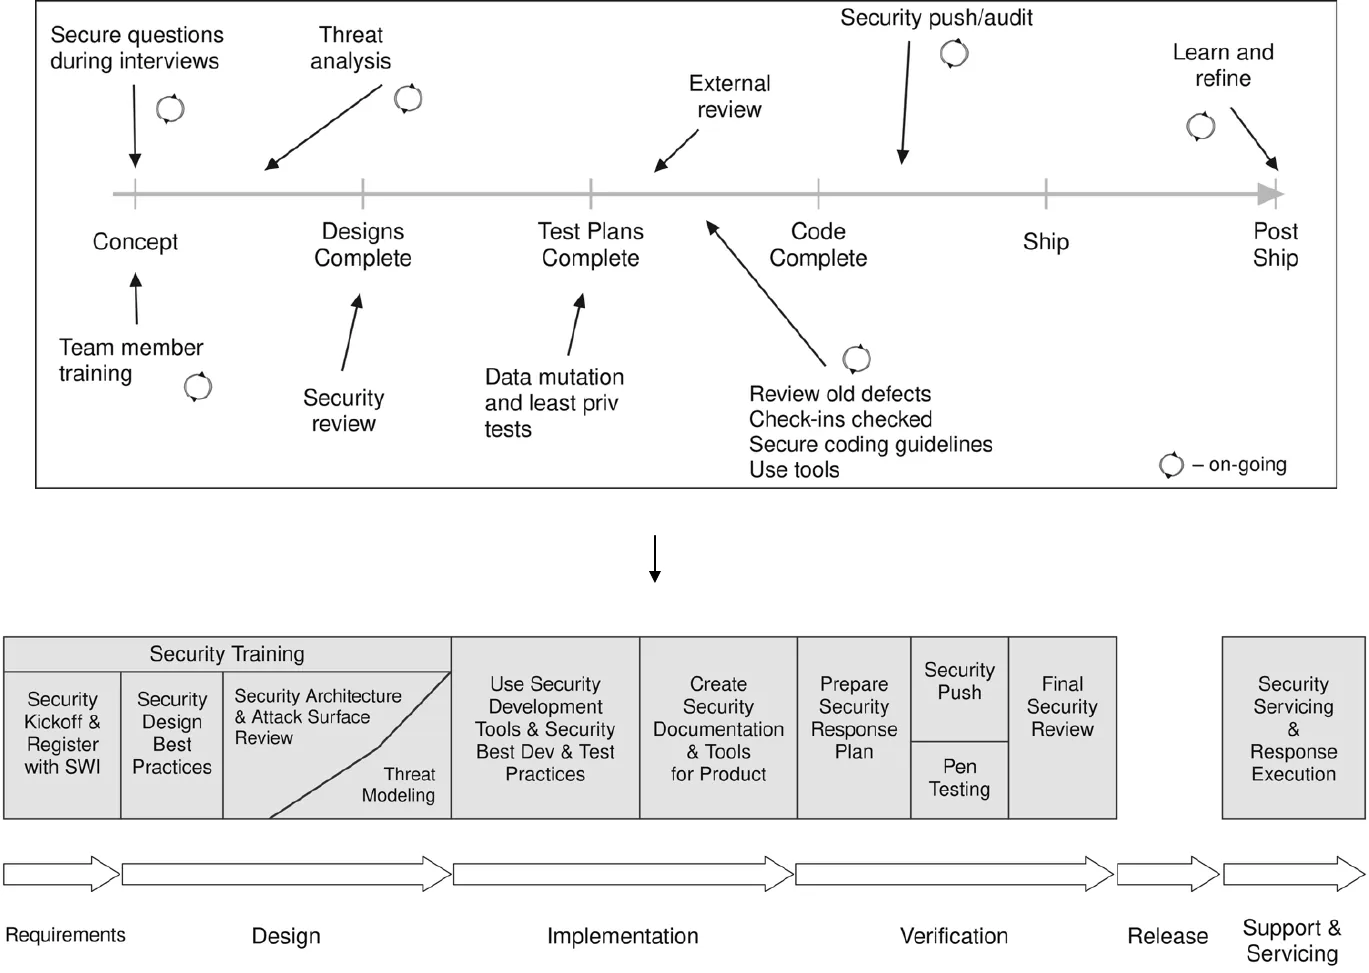 Secure questions
during interviews
Threat
analysis
External
review
Security push/audit
Learn and
refine
Concept
Designs
Complete
Test Plans
Complete
Code
Complete
Ship
Post
Ship
Team member
training
Security
review
Data mutation
and least priv
tests
Review old defects
Check-ins checked
Secure coding guidelines
Use tools
– on-going
Security Training
Security
Kickoff &
Register
with SWI
Security
Design
Best
Practices
Security Architecture
& Attack Surface
Review
Threat
Modeling
Use Security
Development
Tools & Security
Best Dev & Test
Practices
Create
Security
Documentation
& Tools
for Product
Prepare
Security
Response
Plan
Security
Push
Pen
Testing
Final
Security
Review
Security
Servicing
&
Response
Execution
Requirements
Design
Implementation
Verification
Release
Support &
Servicing